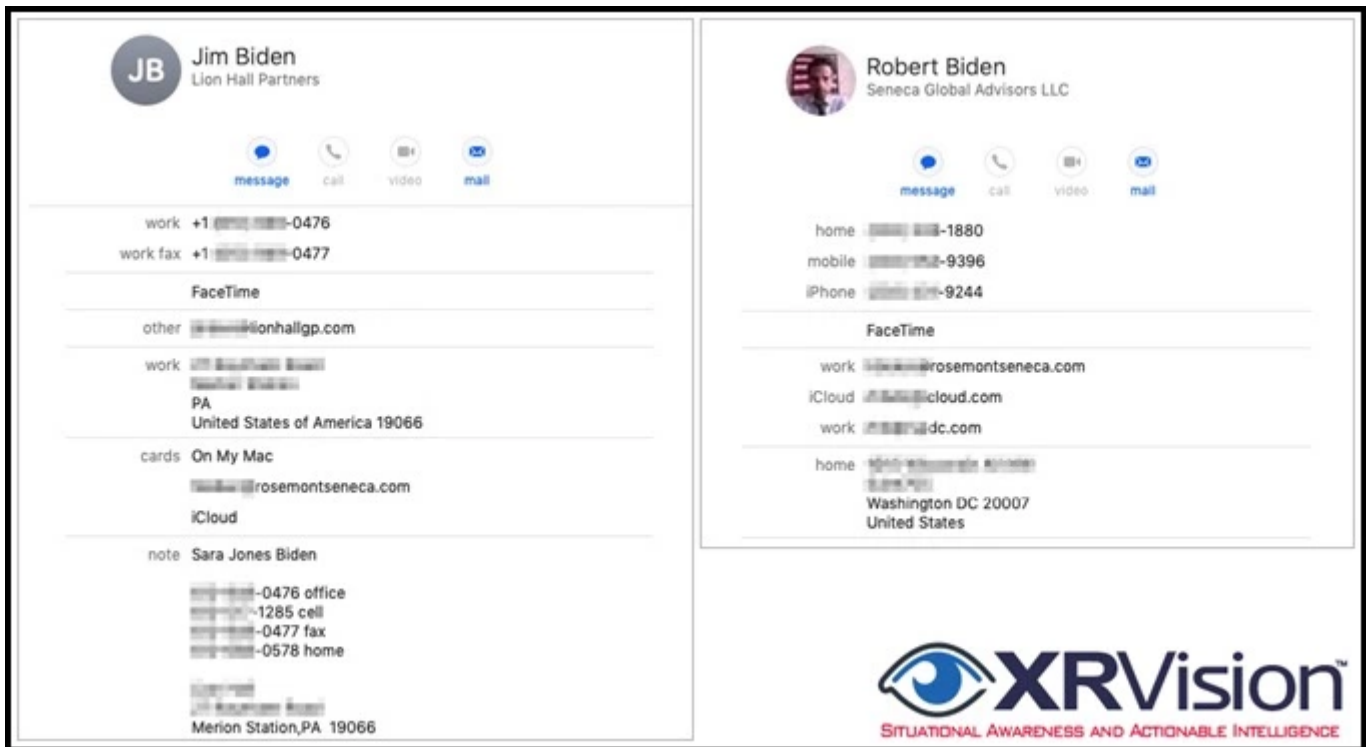 JB
Jim Biden
Lion Hall Partners
message call video mail
work +1 -0476
work fax +1 -0477
FaceTime
other lionhallgp.com
work
PA
United States of America 19066
cards On My Mac
rosemontseneca.com
iCloud
note Sara Jones Biden
-0476 office
-1285 cell
-0477 fax
-0578 home
Merion Station,PA 19066
Robert Biden
Seneca Global Advisors LLC
message call video mail
home -1880
mobile -9396
iPhone -9244
FaceTime
work rosemontseneca.com
iCloud cloud.com
work dc.com
home
Washington DC 20007
United States
XRVision™
SITUATIONAL AWARENESS AND ACTIONABLE INTELLIGENCE